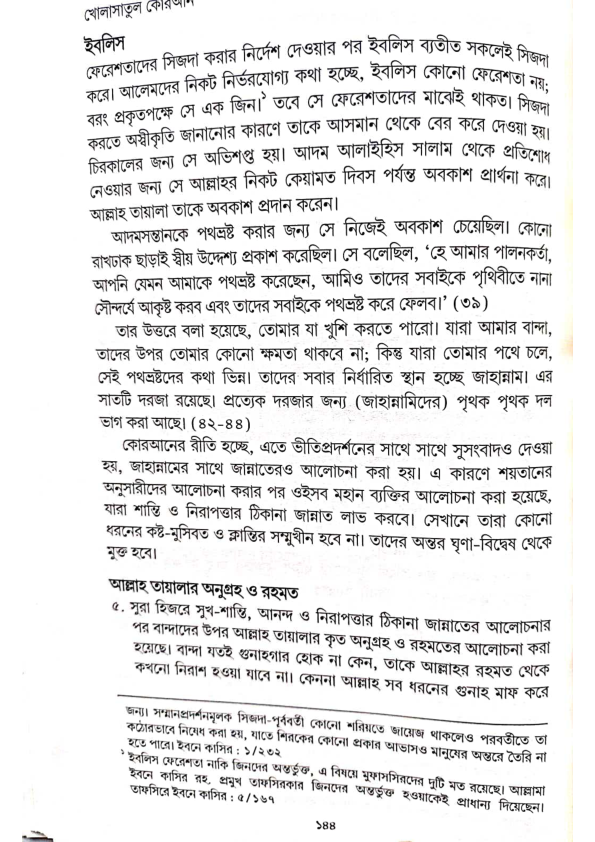 খোলাসাতুল কোরআন
ইবলিস
ফেরেশতাদের সিজদা করার নির্দেশ দেওয়ার পর ইবলিস ব্যতীত সকলেই সিজদা
করে। আলেমদের নিকট নির্ভরযোগ্য কথা হচ্ছে, ইবলিস কোনো ফেরেশতা নয়;
বরং প্রকৃতপক্ষে সে এক জিন।১ তবে সে ফেরেশতাদের মাঝেই থাকত। সিজদা
করতে অস্বীকৃতি জানানোর কারণে তাকে আসমান থেকে বের করে দেওয়া হয়।
চিরকালের জন্য সে অভিশপ্ত হয়। আদম আলাইহিস সালাম থেকে প্রতিশোধ
নেওয়ার জন্য সে আল্লাহর নিকট কেয়ামত দিবস পর্যন্ত অবকাশ প্রার্থনা করে।
আল্লাহ তায়ালা তাকে অবকাশ প্রদান করেন।
আদমসন্তানকে পথভ্রষ্ট করার জন্য সে নিজেই অবকাশ চেয়েছিল। কোনো
রাখঢাক ছাড়াই স্বীয় উদ্দেশ্য প্রকাশ করেছিল। সে বলেছিল, ‘হে আমার পালনকর্তা,
আপনি যেমন আমাকে পথভ্রষ্ট করেছেন, আমিও তাদের সবাইকে পৃথিবীতে নানা
সৌন্দর্যে আকৃষ্ট করব এবং তাদের সবাইকে পথভ্রষ্ট করে ফেলব।’ (৩৯)
তার উত্তরে বলা হয়েছে, তোমার যা খুশি করতে পারো। যারা আমার বান্দা,
তাদের উপর তোমার কোনো ক্ষমতা থাকবে না; কিন্তু যারা তোমার পথে চলে,
সেই পথভ্রষ্টদের কথা ভিন্ন। তাদের সবার নির্ধারিত স্থান হচ্ছে জাহান্নাম। এর
সাতটি দরজা রয়েছে। প্রত্যেক দরজার জন্য (জাহান্নামিদের) পৃথক পৃথক দল
ভাগ করা আছে। (৪২-৪৪)
কোরআনের রীতি হচ্ছে, এতে ভীতিপ্রদর্শনের সাথে সাথে সুসংবাদও দেওয়া
হয়, জাহান্নামের সাথে জান্নাতেরও আলোচনা করা হয়। এ কারণে শয়তানের
অনুসারীদের আলোচনা করার পর ওইসব মহান ব্যক্তির আলোচনা করা হয়েছে,
যারা শান্তি ও নিরাপত্তার ঠিকানা জান্নাত লাভ করবে। সেখানে তারা কোনো
ধরনের কষ্ট-মুসিবত ও ক্লান্তির সম্মুখীন হবে না। তাদের অন্তর ঘৃণা-বিদ্বেষ থেকে
মুক্ত হবে।
আল্লাহ তায়ালার অনুগ্রহ ও রহমত
৫. সুরা হিজরে সুখ-শান্তি, আনন্দ ও নিরাপত্তার ঠিকানা জান্নাতের আলোচনার
পর বান্দাদের উপর আল্লাহ তায়ালার কৃত অনুগ্রহ ও রহমতের আলোচনা করা
হয়েছে। বান্দা যতই গুনাহগার হোক না কেন, তাকে আল্লাহর রহমত থেকে
কখনো নিরাশ হওয়া যাবে না। কেননা আল্লাহ সব ধরনের গুনাহ মাফ করে
জন্য। সম্মানপ্রদর্শনমূলক সিজদা-পূর্ববর্তী কোনো শরিয়তে জায়েজ থাকলেও পরবর্তীতে তা
কঠোরভাবে নিষেধ করা হয়, যাতে শিরকের কোনো প্রকার আভাসও মানুষের অন্তরে তৈরি না
হতে পারে। ইবনে কাসির : ১/২৩২
১ ইবলিস ফেরেশতা নাকি জিনদের অন্তর্ভুক্ত, এ বিষয়ে মুফাসসিরদের দুটি মত রয়েছে। আল্লামা
ইবনে কাসির রহ. প্রমুখ তাফসিরকার জিনদের অন্তর্ভুক্ত হওয়াকেই প্রাধান্য দিয়েছেন।
তাফসিরে ইবনে কাসির : ৫/১৬৭
১৪৪